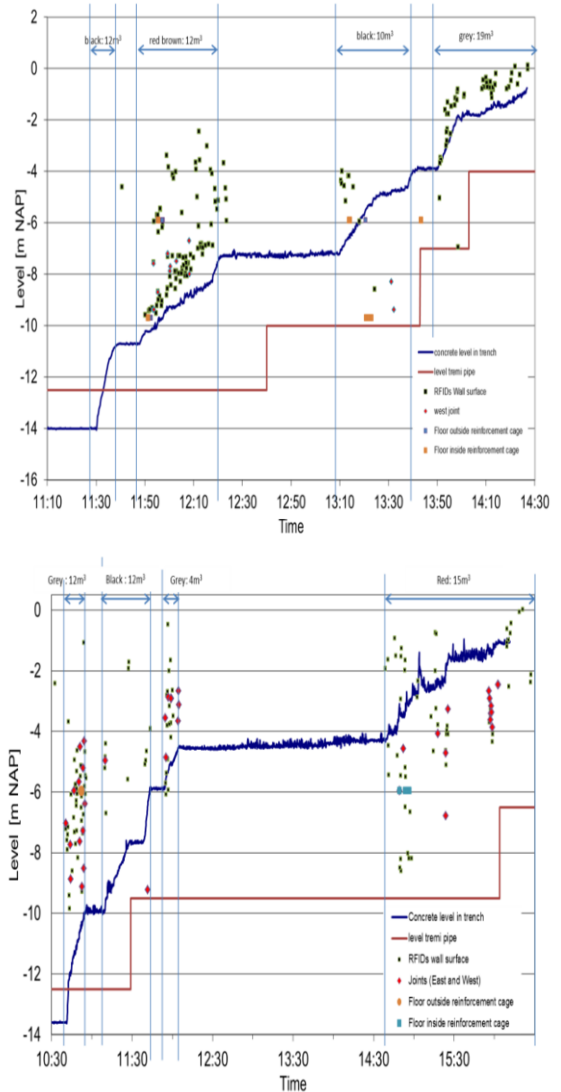 black: 12m³ red brown: 12m³ black: 10m³ grey: 19m³
2
0
-2
-4
-6
-8
-10
-12
-14
-16
Level [m NAP]
concrete level in trench
level tremi pipe
RFIDs Wall surface
west joint
Floor outside reinforcement cage
Floor inside reinforcement cage
11:10 11:30 11:50 12:10 12:30 12:50 13:10 13:30 13:50 14:10 14:30
Time
Grey: 12m³ Black : 12m³ Grey: 4m³ Red: 15m³
0
-2
-4
-6
-8
-10
-12
-14
Level [m NAP]
Concrete level in trench
level tremi pipe
RFIDs wall surface
Joints (East and West)
Floor outside reinforcement cage
Floor inside reinforcement cage
10:30 11:30 12:30 13:30 14:30 15:30
Time